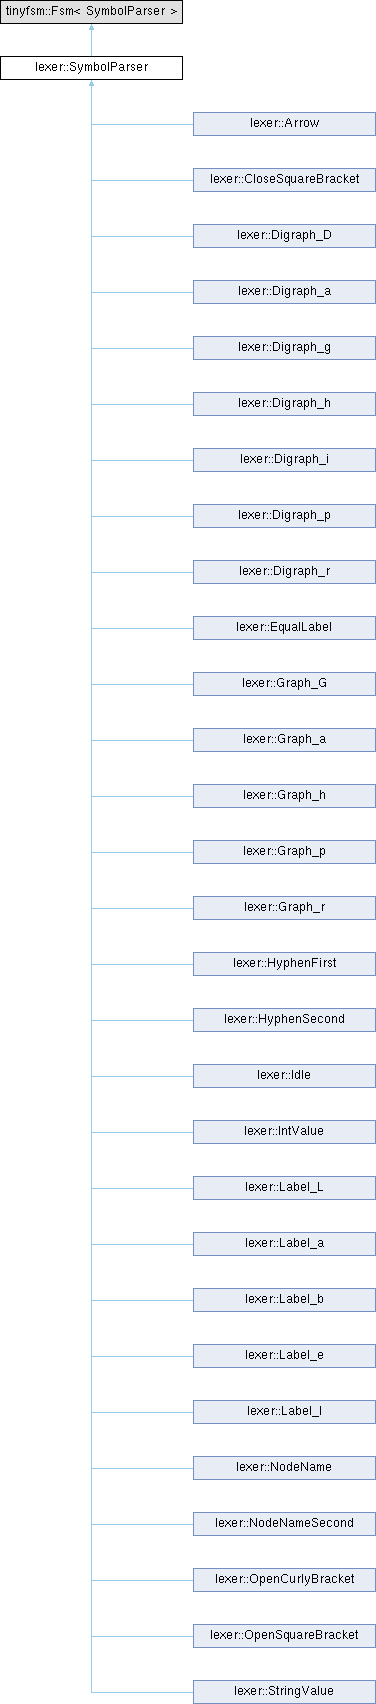 tinyfsm::Fsm< SymbolParser >
lexer::SymbolParser
lexer::Arrow
lexer::CloseSquareBracket
lexer::Digraph_D
lexer::Digraph_a
lexer::Digraph_g
lexer::Digraph_h
lexer::Digraph_i
lexer::Digraph_p
lexer::Digraph_r
lexer::EqualLabel
lexer::Graph_G
lexer::Graph_a
lexer::Graph_h
lexer::Graph_p
lexer::Graph_r
lexer::HyphenFirst
lexer::HyphenSecond
lexer::Idle
lexer::IntValue
lexer::Label_L
lexer::Label_a
lexer::Label_b
lexer::Label_e
lexer::Label_l
lexer::NodeName
lexer::NodeNameSecond
lexer::OpenCurlyBracket
lexer::OpenSquareBracket
lexer::StringValue